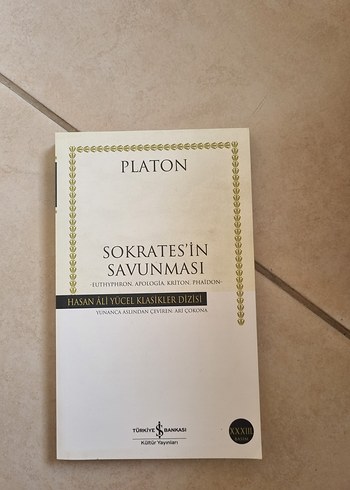 PLATON
SOKRATES'İN
SAVUNMASI
-EUTHYPHRON, APOLOGIA, KRITON, PHAIDON-
HASAN ÂLİ YÜCEL KLASİKLER DİZİSİ
YUNANCA ASLINDAN ÇEVİREN: ARİ ÇOKONA
TÜRKİYE İŞ BANKASI
Kültür Yayınları
XXXIII
BASIM